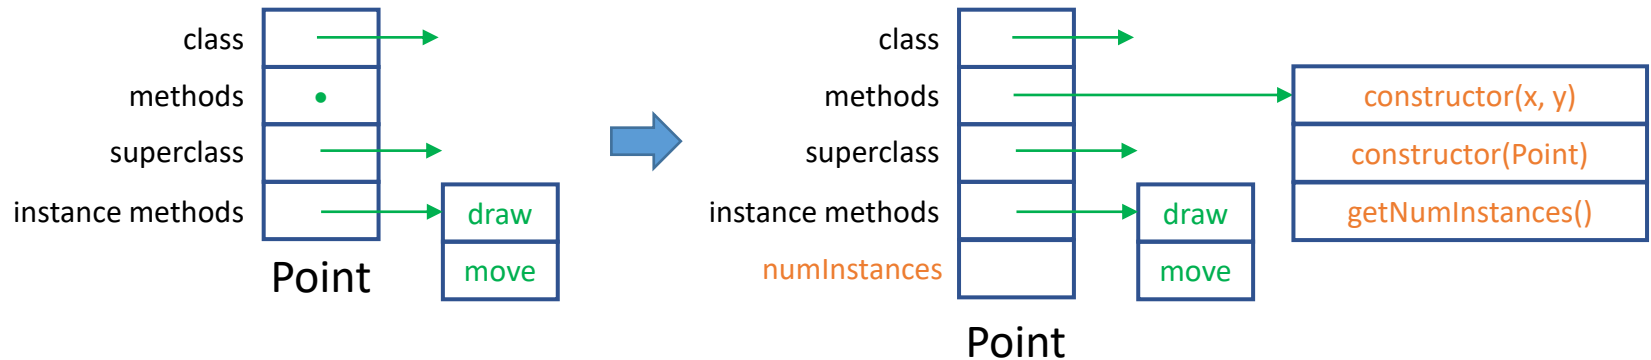 class
methods
superclass
instance methods
draw
move
Point
class
methods
superclass
instance methods
numInstances
draw
move
constructor(x, y)
constructor(Point)
getNumInstances()
Point